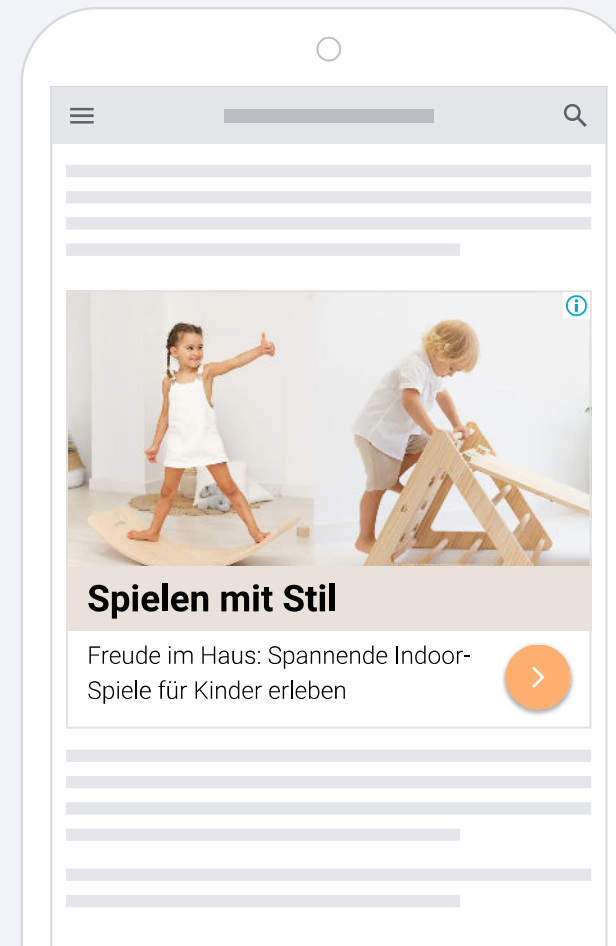 Spielen mit Stil
Freude im Haus: Spannende Indoor-
Spiele für Kinder erleben